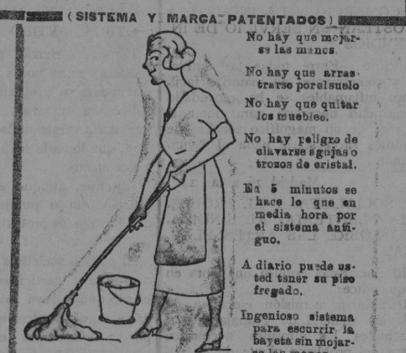 (SISTEMA Y MARCA PATENTADOS)
No hay que mojar-
se las manos.
No hay que arras
trarse por el suelo
No hay que quitar
los muebles.
No hay peligro de
clavarse agujas o
trozos de cristal.
En 5 minutos se
hace lo que en
media hora por
el sistema anti-
guo.
A diario puede us-
ted tener su piso
fregado.
Ingenioso sistema
para escurrir la
bayeta sin mojar-
se las manos